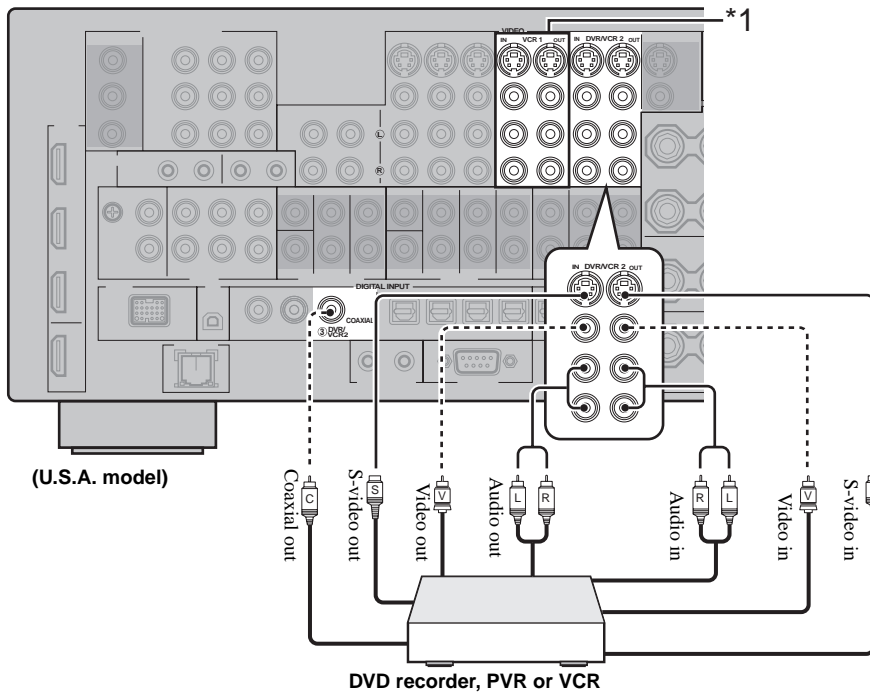 *1
VIDEO
IN VCR 1 OUT
IN DVR/VCR 2 OUT
L
R
IN DVR/VCR 2 OUT
DIGITAL INPUT
COAXIAL
③ DVR/
VCR2
(U.S.A. model)
Coaxial out
S-video out
Video out
Audio out
Audio in
Video in
S-video in
C
S
V
L
R
R
L
V
DVD recorder, PVR or VCR